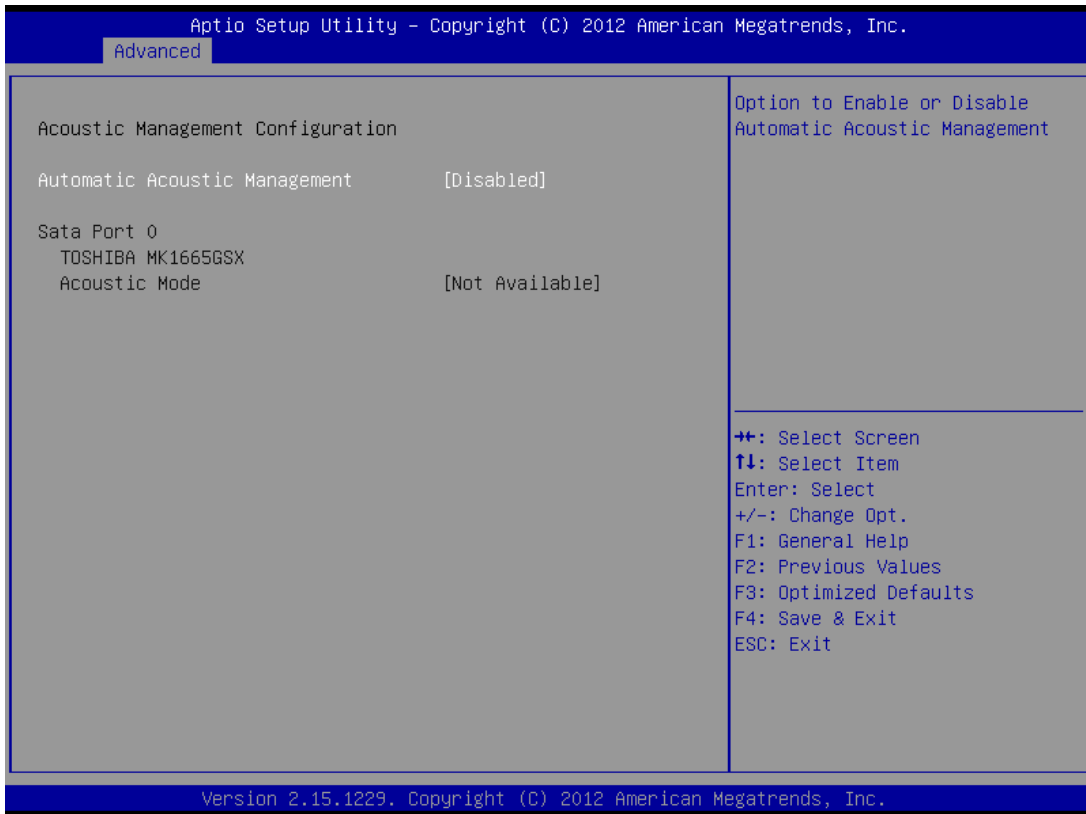 Aptio Setup Utility – Copyright (C) 2012 American Megatrends, Inc.
Advanced
Acoustic Management Configuration
Automatic Acoustic Management [Disabled]
Sata Port 0
TOSHIBA MK1665GSX
Acoustic Mode [Not Available]
Option to Enable or Disable
Automatic Acoustic Management
→←: Select Screen
↑↓: Select Item
Enter: Select
+/-: Change Opt.
F1: General Help
F2: Previous Values
F3: Optimized Defaults
F4: Save & Exit
ESC: Exit
Version 2.15.1229. Copyright (C) 2012 American Megatrends, Inc.